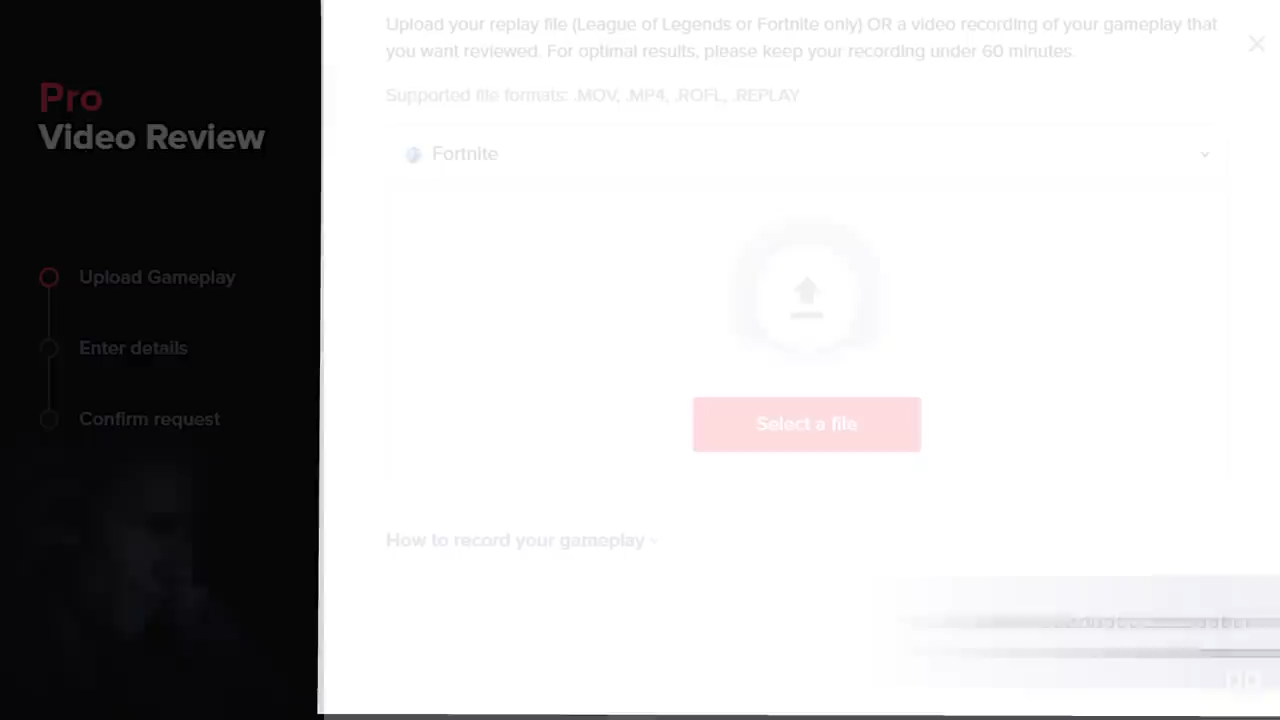 Upload your replay file (League of Legends or Fortnite only) OR a video recording of your gameplay that
you want reviewed. For optimal results, please keep your recording under 60 minutes.
Supported file formats: .MOV, .MP4, .ROFL, .REPLAY
Pro
Video Review
Fortnite
Upload Gameplay
Enter details
Confirm request
Select a file
How to record your gameplay